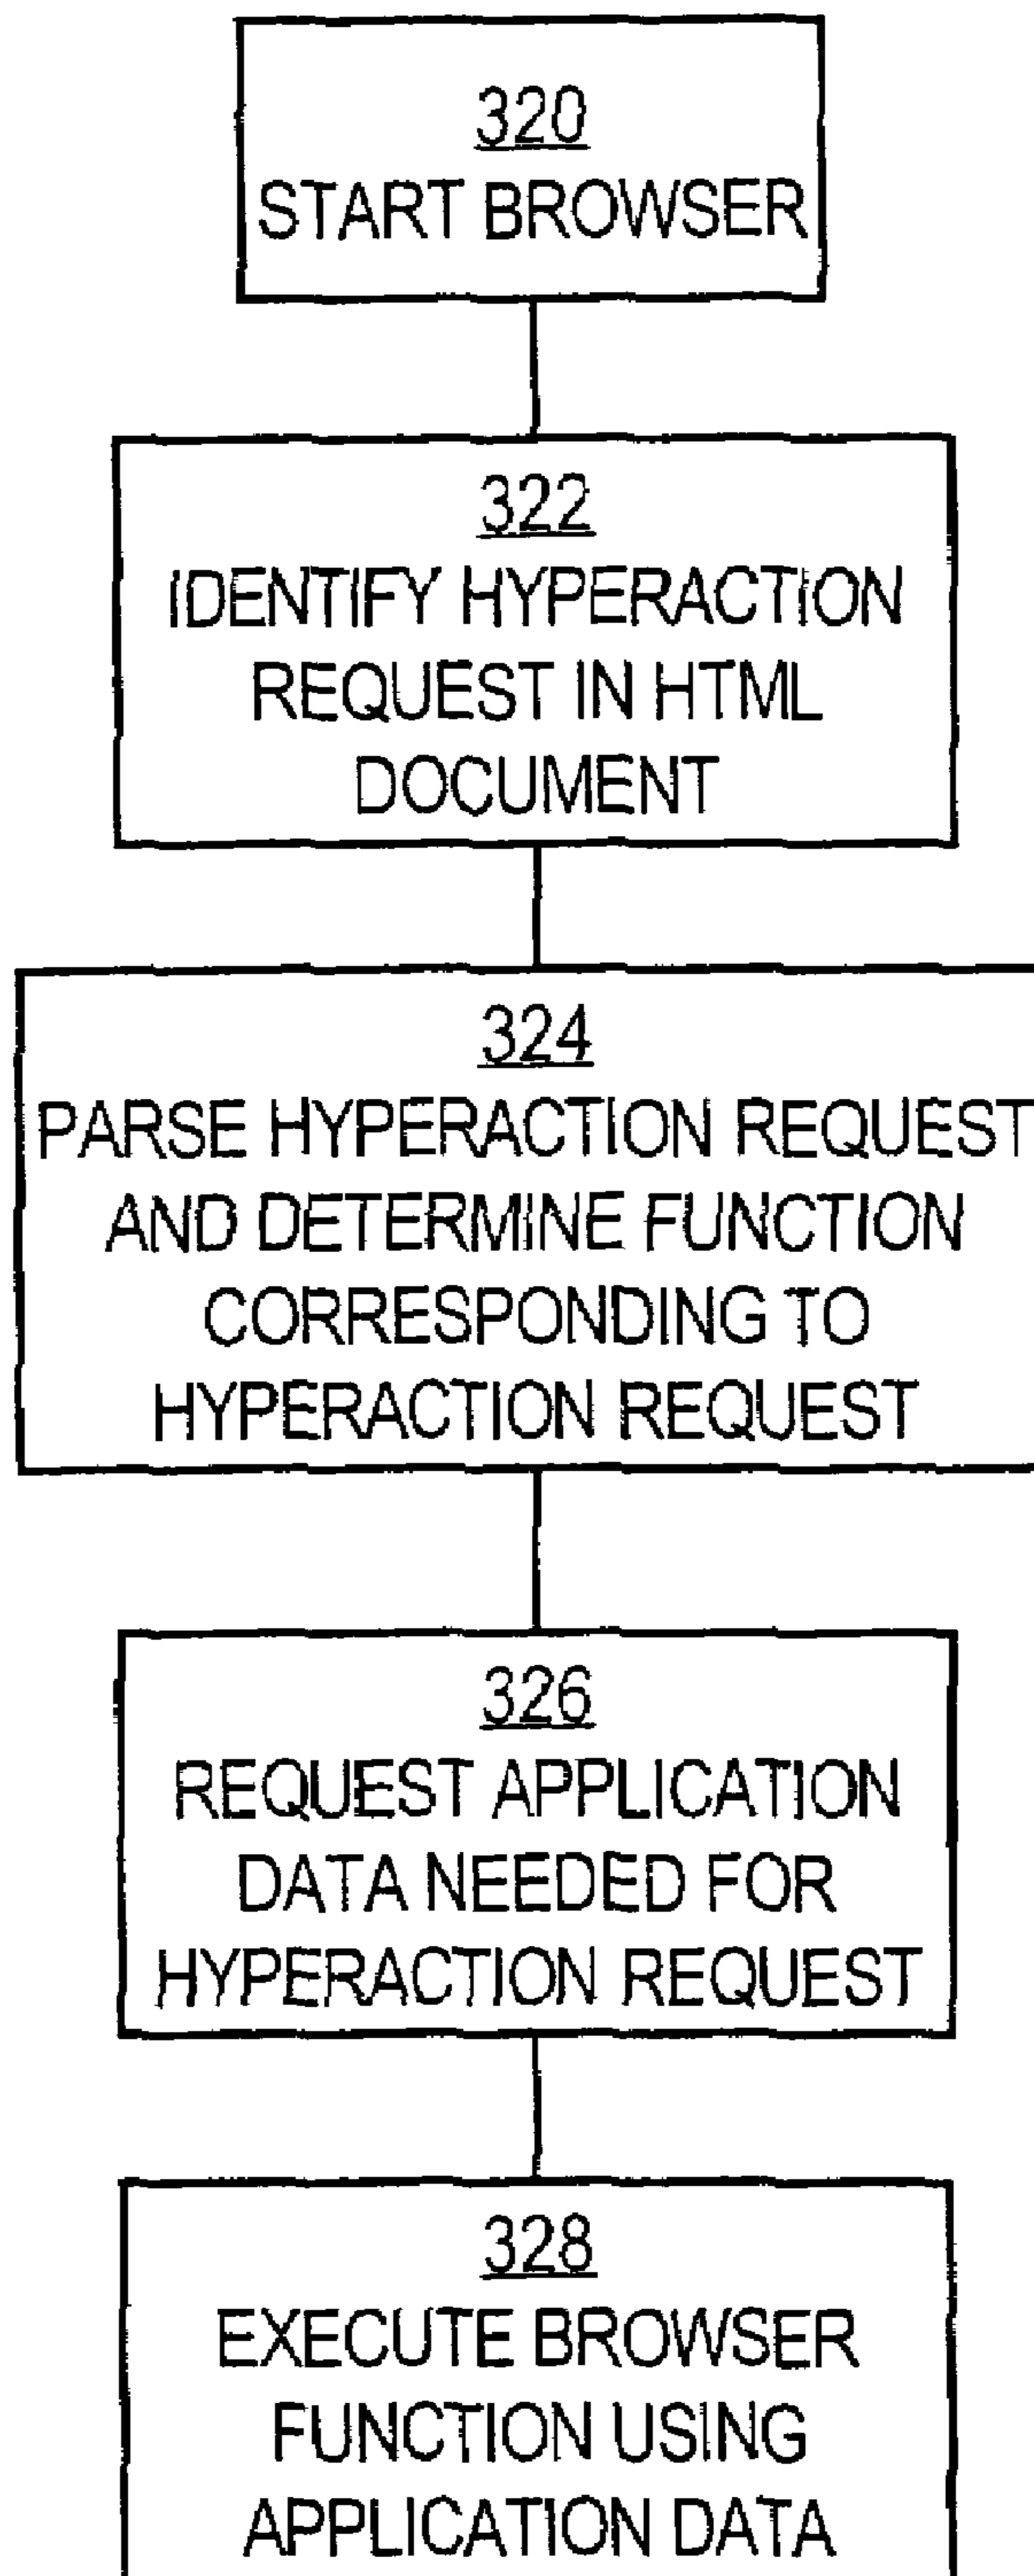 320
START BROWSER
322
IDENTIFY HYPERACTION
REQUEST IN HTML
DOCUMENT
324
PARSE HYPERACTION REQUEST
AND DETERMINE FUNCTION
CORRESPONDING TO
HYPERACTION REQUEST
326
REQUEST APPLICATION
DATA NEEDED FOR
HYPERACTION REQUEST
328
EXECUTE BROWSER
FUNCTION USING
APPLICATION DATA